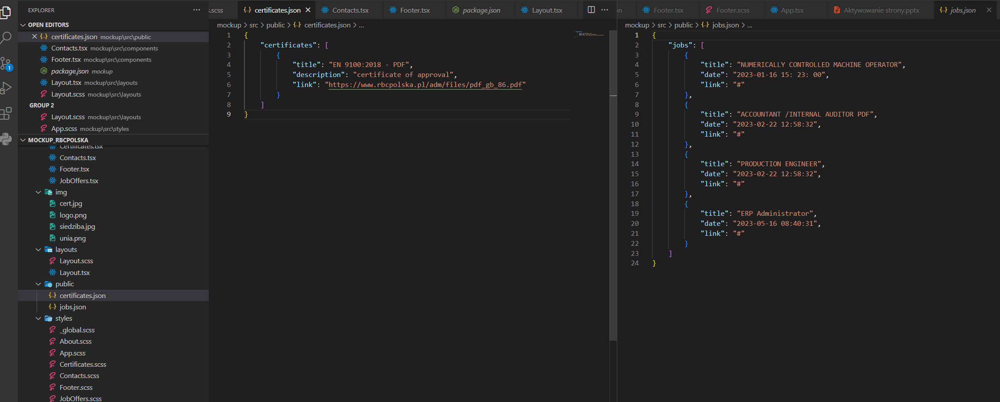 EXPLORER
OPEN EDITORS
certificates.json mockup\src\public
Contacts.tsx mockup\src\components
Footer.tsx mockup\src\components
package.json mockup
Layout.tsx mockup\src\layouts
Layout.scss mockup\src\layouts
GROUP 2
Layout.scss mockup\src\layouts
App.scss mockup\src\styles
1
MOCKUP_RBCPOLSKA
Certificates.tsx
Contacts.tsx
Footer.tsx
JobOffers.tsx
img
cert.jpg
logo.png
siedziba.jpg
unia.png
layouts
Layout.scss
Layout.tsx
public
certificates.json
jobs.json
styles
_global.scss
About.scss
App.scss
Certificates.scss
Contacts.scss
Footer.scss
JobOffers.scss
s.scss certificates.json Contacts.tsx Footer.tsx package.json Layout.tsx
mockup > src > public > {..} certificates.json > ...
1 {
2 "certificates": [
3 {
4 "title": "EN 9100:2018 - PDF",
5 "description": "certificate of approval",
6 "link": "https://www.rbcpolska.pl/adm/files/pdf_gb_86.pdf"
7 }
8 ]
9 }
on Footer.tsx Footer.scss App.tsx Aktywowanie strony.pptx jobs.json
mockup > src > public > {..} jobs.json > ...
1 {
2 "jobs": [
3 {
4 "title": "NUMERICALLY CONTROLLED MACHINE OPERATOR",
5 "date": "2023-01-16 15: 23: 00",
6 "link": "#"
7 },
8 {
9 "title": "ACCOUNTANT /INTERNAL AUDITOR PDF",
10 "date": "2023-02-22 12:58:32",
11 "link": "#"
12 },
13 {
14 "title": "PRODUCTION ENGINEER",
15 "date": "2023-02-22 12:58:32",
16 "link": "#"
17 },
18 {
19 "title": "ERP Administrator",
20 "date": "2023-05-16 08:40:31",
21 "link": "#"
22 }
23 ]
24 }